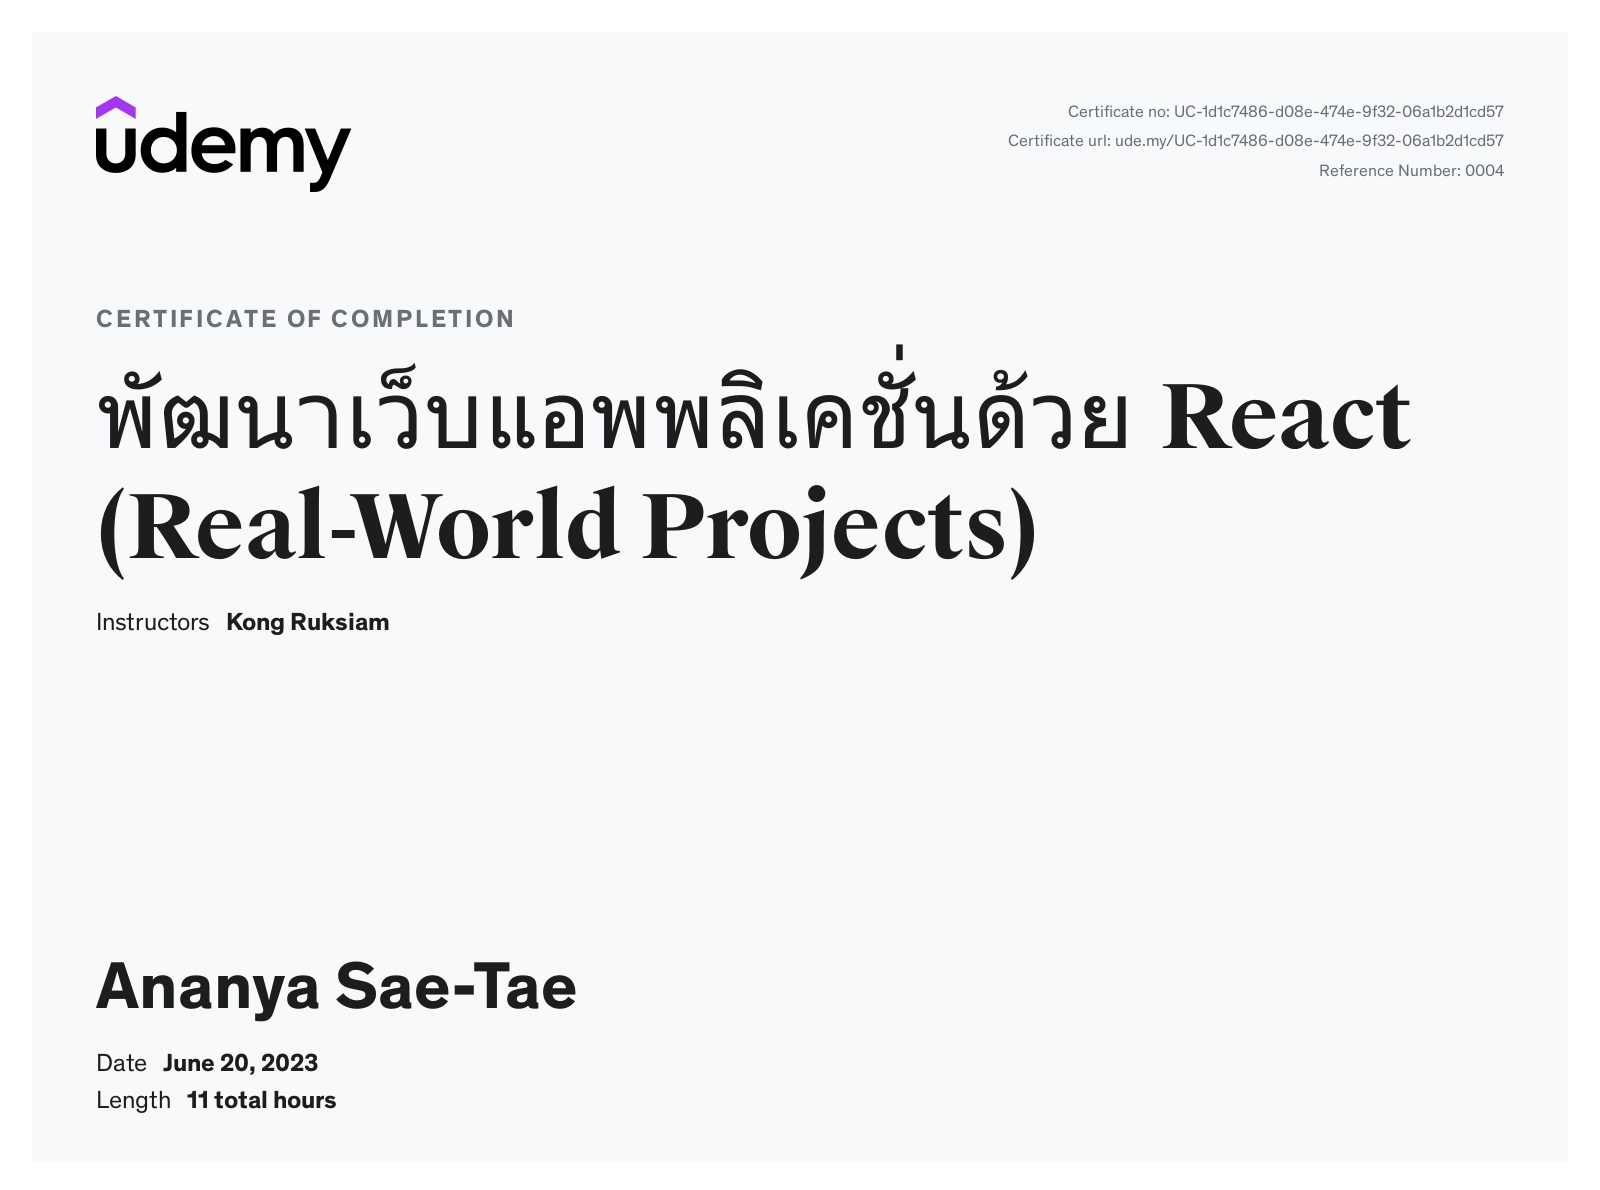 udemy
Certificate no: UC-1d1c7486-d08e-474e-9f32-06a1b2d1cd57
Certificate url: ude.my/UC-1d1c7486-d08e-474e-9f32-06a1b2d1cd57
Reference Number: 0004
CERTIFICATE OF COMPLETION
พัฒนาเว็บแอพพลิเคชั่นด้วย React
(Real-World Projects)
Instructors Kong Ruksiam
Ananya Sae-Tae
Date June 20, 2023
Length 11 total hours